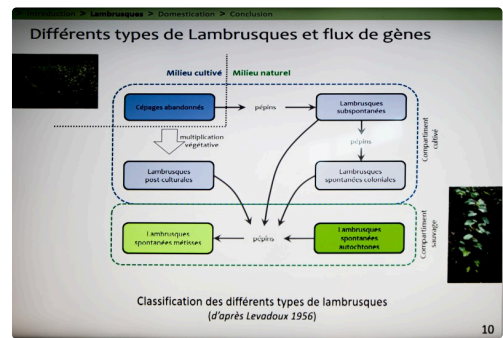 Introduction > Lambrusques > Domestication > Conclusion
Différents types de Lambrusques et flux de gènes
Milieu cultivé
Milieu naturel
Cépages abandonnés
pépins
Lambrusques
subspontanées
multiplication
végétative
pépins
Lambrusques
post culturales
Lambrusques
spontanées coloniales
Compartiment
cultivé
Lambrusques
spontanées métisses
pépins
Lambrusques
spontanées
autochtones
Compartiment
sauvage
Classification des différents types de lambrusques
(d'après Levadoux 1956)
10